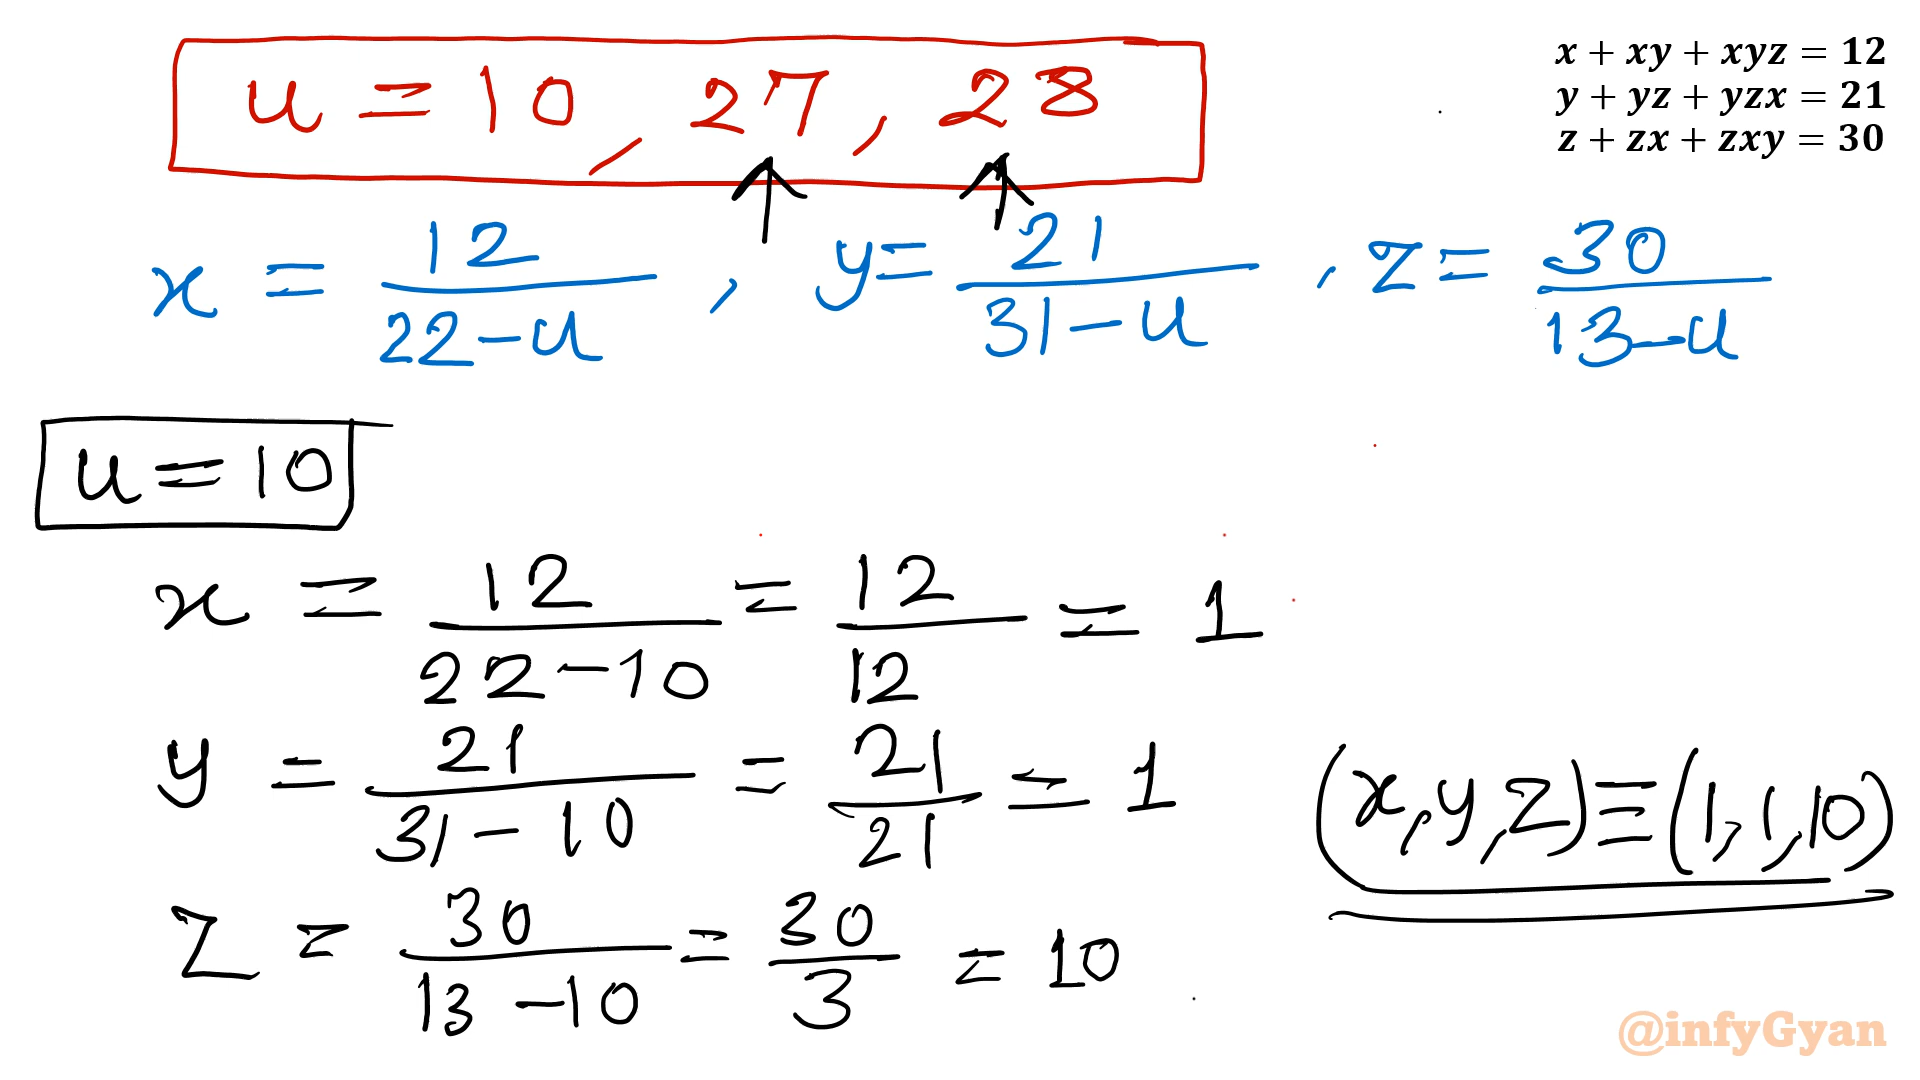 u = 10, 27, 28
x + xy + xyz = 12
y + yz + yzx = 21
z + zx + zxy = 30
x = 12/(22-u), y = 21/(31-u), z = 30/(13-u)
u = 10
x = 12/(22-10) = 12/12 = 1
y = 21/(31-10) = 21/21 = 1
(x,y,z) ≡ (1,1,10)
z = 30/(13-10) = 30/3 = 10
@infyGyan